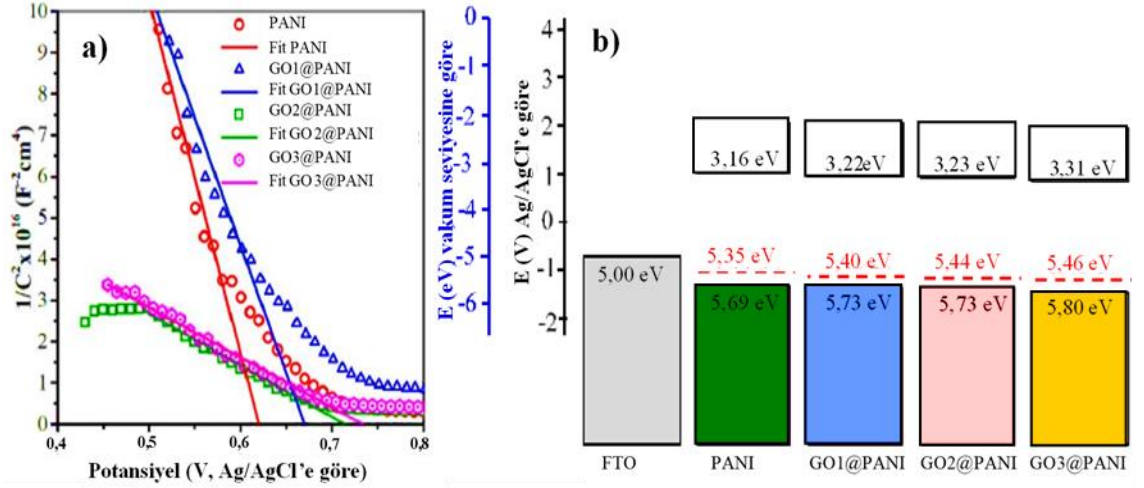 a)
10
9
8
7
6
5
4
3
2
1
0
1/C²x10¹⁶ (F⁻²cm⁴)
PANI
Fit PANI
GO1@PANI
Fit GO1@PANI
GO2@PANI
Fit GO2@PANI
GO3@PANI
Fit GO3@PANI
0,4 0,5 0,6 0,7 0,8
Potansiyel (V, Ag/AgCl'e göre)
E (eV) vakum seviyesine göre
0
-1
-2
-3
-4
-5
-6
b)
E (V) Ag/AgCl'e göre
4
3
2
1
0
-1
-2
3,16 eV 3,22eV 3,23 eV 3,31 eV
5,35 eV 5,40 eV 5,44 eV 5,46 eV
5,00 eV 5,69 eV 5,73 eV 5,73 eV 5,80 eV
FTO PANI GO1@PANI GO2@PANI GO3@PANI